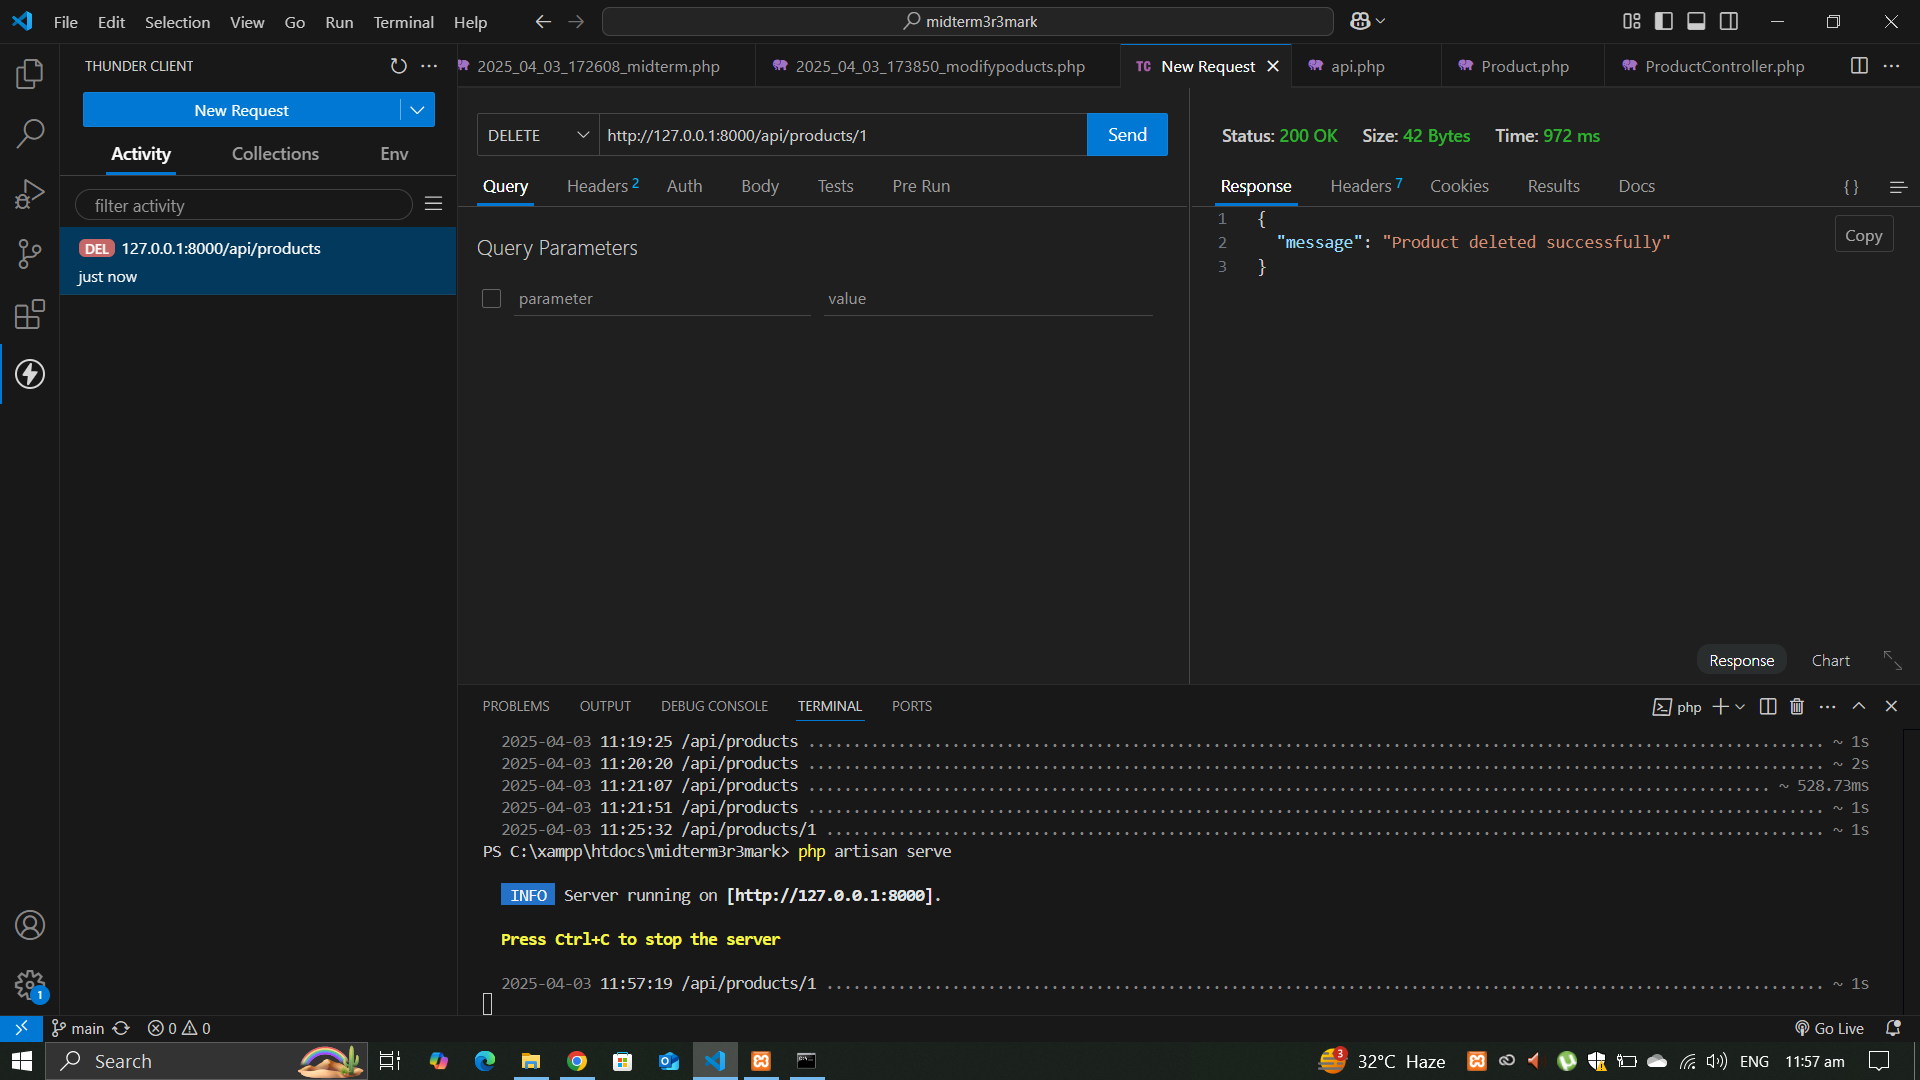 File Edit Selection View Go Run Terminal Help
midterm3r3mark
THUNDER CLIENT
2025_04_03_172608_midterm.php
2025_04_03_173850_modifypoducts.php
TC New Request
api.php
Product.php
ProductController.php
New Request
Activity Collections Env
filter activity
DEL 127.0.0.1:8000/api/products
just now
DELETE
http://127.0.0.1:8000/api/products/1
Send
Query Headers 2 Auth Body Tests Pre Run
Query Parameters
parameter value
Status: 200 OK Size: 42 Bytes Time: 972 ms
Response Headers 7 Cookies Results Docs { }
Copy
1 {
2 "message": "Product deleted successfully"
3 }
Response Chart
PROBLEMS OUTPUT DEBUG CONSOLE TERMINAL PORTS
php
2025-04-03 11:19:25 /api/products ~ 1s
2025-04-03 11:20:20 /api/products ~ 2s
2025-04-03 11:21:07 /api/products ~ 528.73ms
2025-04-03 11:21:51 /api/products ~ 1s
2025-04-03 11:25:32 /api/products/1 ~ 1s
PS C:\xampp\htdocs\midterm3r3mark> php artisan serve
INFO Server running on [http://127.0.0.1:8000].
Press Ctrl+C to stop the server
2025-04-03 11:57:19 /api/products/1 ~ 1s
1
main 0 0
Go Live
Search
3
32°C Haze
ENG
11:57 am